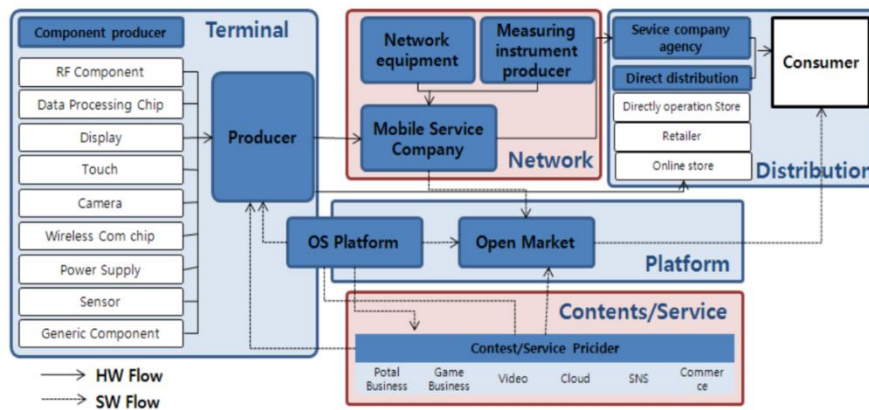 Terminal
Component producer
RF Component
Data Processing Chip
Display
Touch
Camera
Wireless Com chip
Power Supply
Sensor
Generic Component
Producer
Network
equipment
Measuring
instrument
producer
Mobile Service
Company
Network
Sevice company
agency
Direct distribution
Directly operation Store
Retailer
Online store
Distribution
Consumer
OS Platform
Open Market
Platform
Contents/Service
Contest/Service Pricider
Potal
Business
Game
Business
Video
Cloud
SNS
Commer
ce
HW Flow
SW Flow